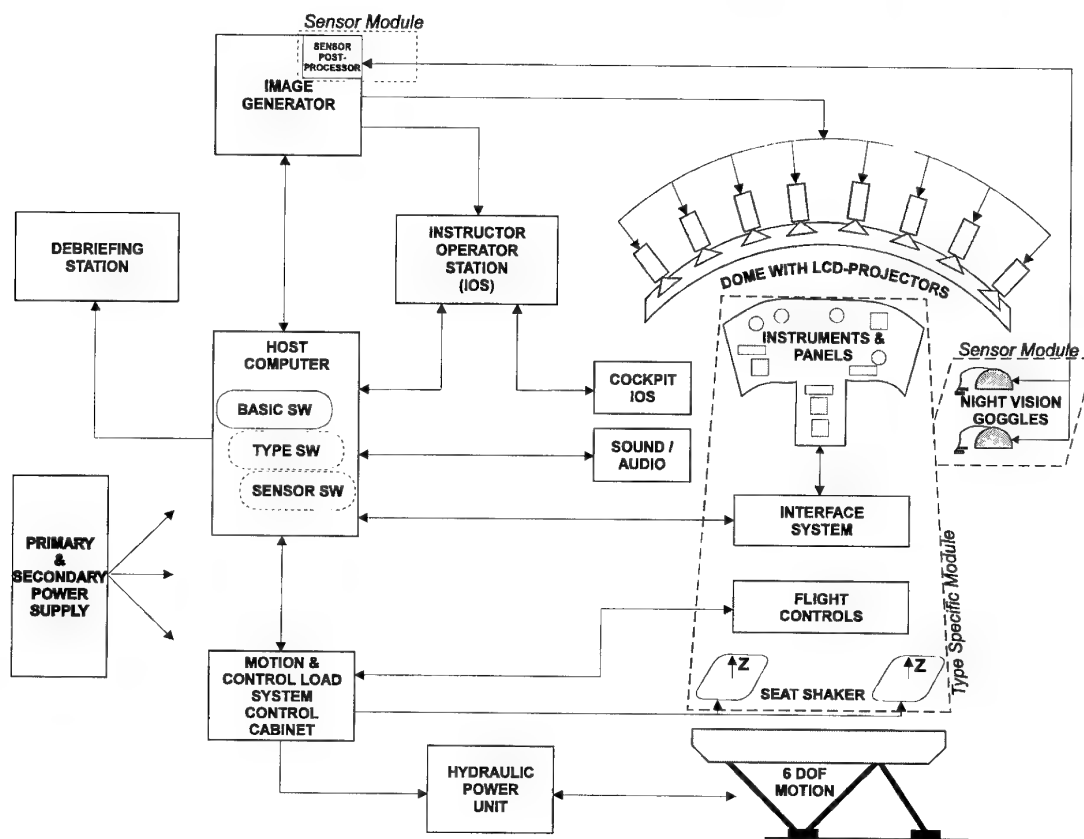 Sensor Module
SENSOR
POST-
PROCESSOR
IMAGE
GENERATOR
DEBRIEFING
STATION
INSTRUCTOR
OPERATOR
STATION
(IOS)
DOME WITH LCD-PROJECTORS
INSTRUMENTS &
PANELS
Sensor Module
NIGHT VISION
GOGGLES
HOST
COMPUTER
BASIC SW
TYPE SW
SENSOR SW
COCKPIT
IOS
SOUND /
AUDIO
INTERFACE
SYSTEM
PRIMARY
&
SECONDARY
POWER
SUPPLY
FLIGHT
CONTROLS
Type Specific Module
MOTION &
CONTROL LOAD
SYSTEM
CONTROL
CABINET
Z
Z
SEAT SHAKER
HYDRAULIC
POWER
UNIT
6 DOF
MOTION